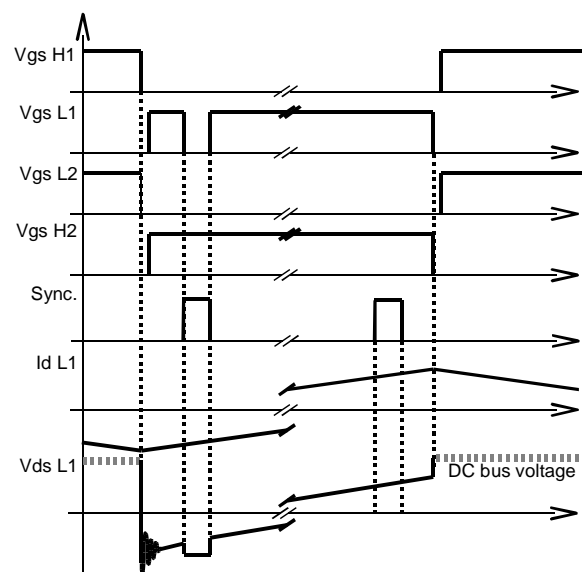 Vgs H1
Vgs L1
Vgs L2
Vgs H2
Sync.
Id L1
Vds L1
DC bus voltage